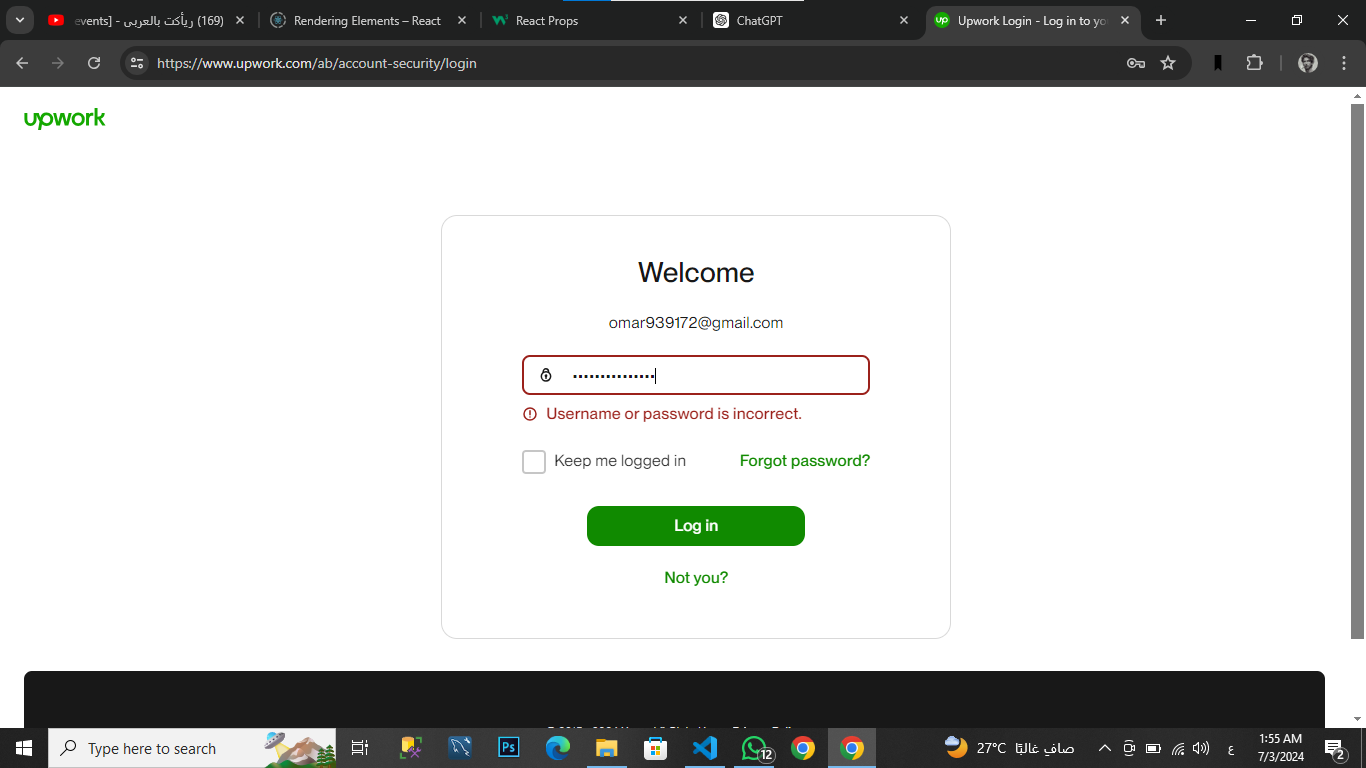 (169) ريأكت بالعربى - [events
Rendering Elements – React
React Props
ChatGPT
Upwork Login - Log in to yo
https://www.upwork.com/ab/account-security/login
upwork
Welcome
omar939172@gmail.com
Username or password is incorrect.
Keep me logged in
Forgot password?
Log in
Not you?
Type here to search
Ps
12
27°C صافٍ غالبًا
ع
1:55 AM
7/3/2024
2